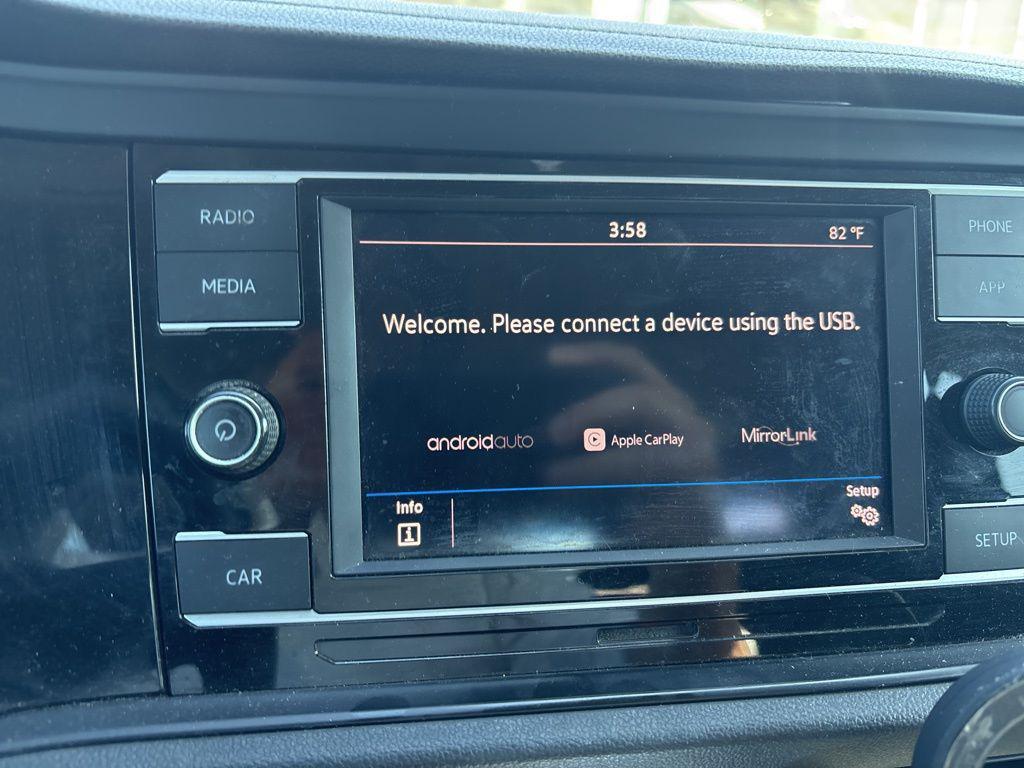 RADIO
MEDIA
PHONE
APP
3:58
82 °F
Welcome. Please connect a device using the USB.
androidauto
Apple CarPlay
MirrorLink
Info
i
Setup
CAR
SETUP